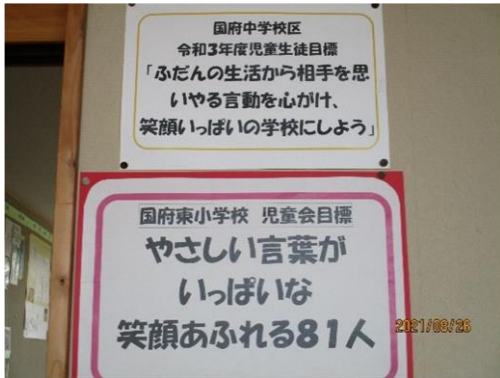 国府中学校区
令和3年度児童生徒目標
「ふだんの生活から相手を思
いやる言動を心がけ、
笑顔いっぱいの学校にしよう」
国府東小学校 児童会目標
やさしい言葉が
いっぱいな
笑顔あふれる81人
2021/08/26